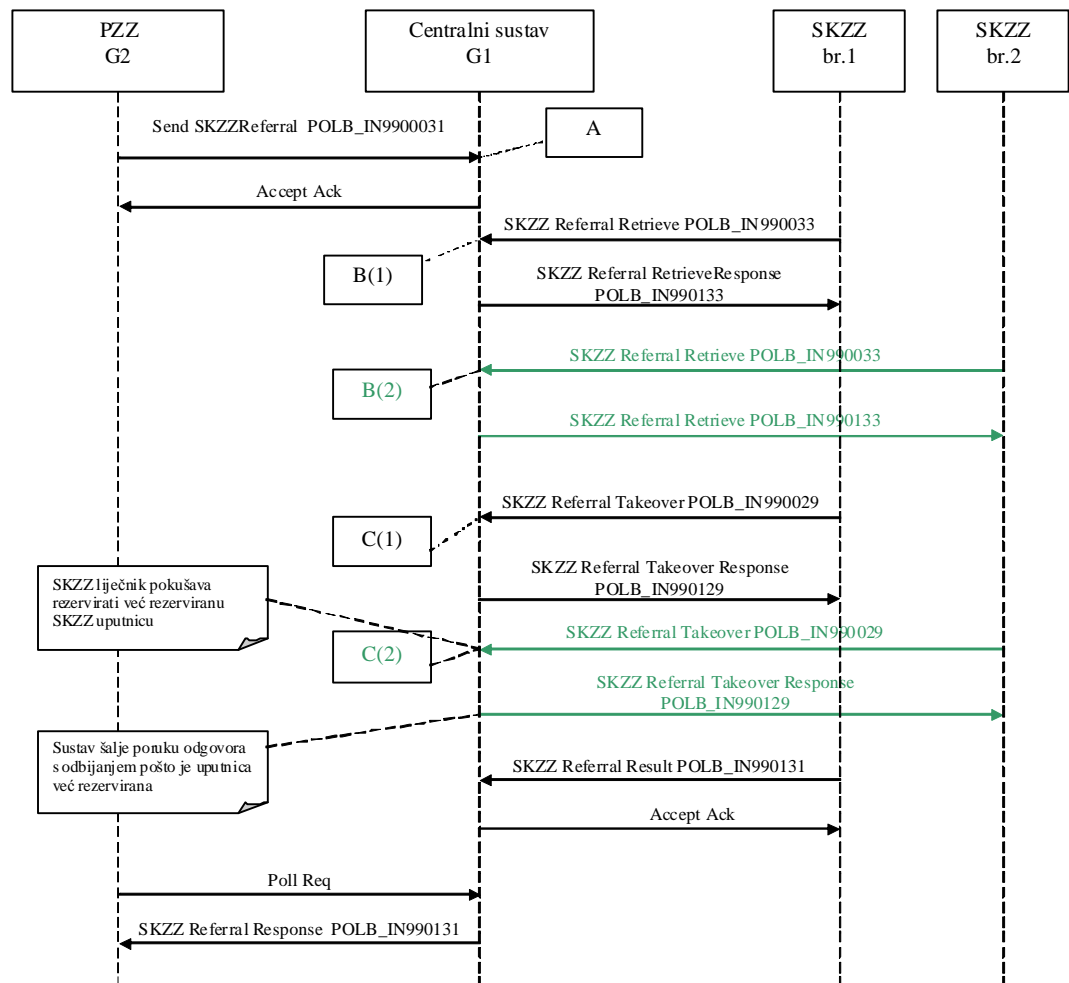 PZZ
G2
Centralni sustav
G1
SKZZ
br.1
SKZZ
br.2
Send SKZZReferral POLB_IN9900031
A
Accept Ack
SKZZ Referral Retrieve POLB_IN990033
B(1)
SKZZ Referral RetrieveResponse
POLB_IN990133
SKZZ Referral Retrieve POLB_IN990033
B(2)
SKZZ Referral Retrieve POLB_IN990133
SKZZ Referral Takeover POLB_IN990029
C(1)
SKZZ Referral Takeover Response
POLB_IN990129
SKZZ liječnik pokušava
rezervirati već rezerviranu
SKZZ uputnicu
SKZZ Referral Takeover POLB_IN990029
C(2)
SKZZ Referral Takeover Response
POLB_IN990129
Sustav šalje poruku odgovora
s odbijanjem pošto je uputnica
već rezervirana
SKZZ Referral Result POLB_IN990131
Accept Ack
Poll Req
SKZZ Referral Response POLB_IN990131